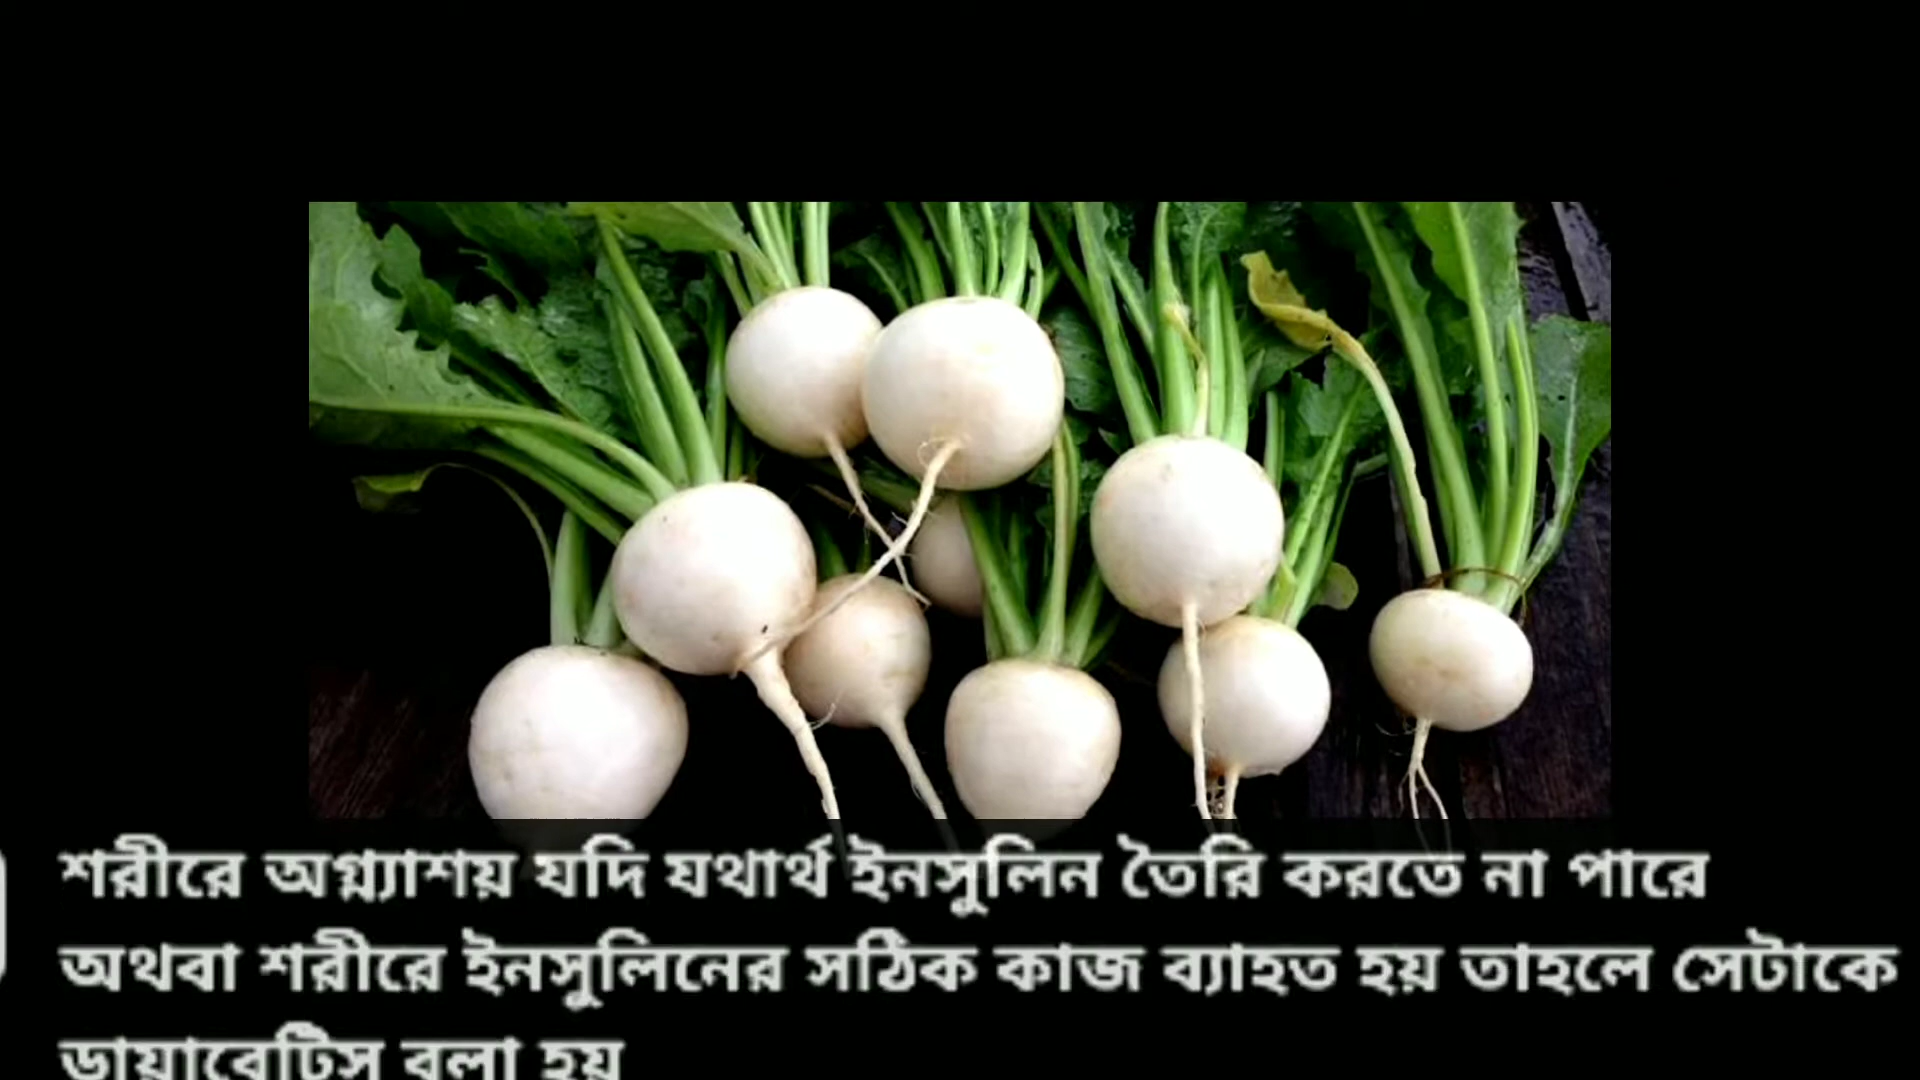 শরীরে অগ্ন্যাশয় যদি যথার্থ ইনসুলিন তৈরি করতে না পারে
অথবা শরীরে ইনসুলিনের সঠিক কাজ ব্যাহত হয় তাহলে সেটাকে
ডায়াবেটিস বলা হয়